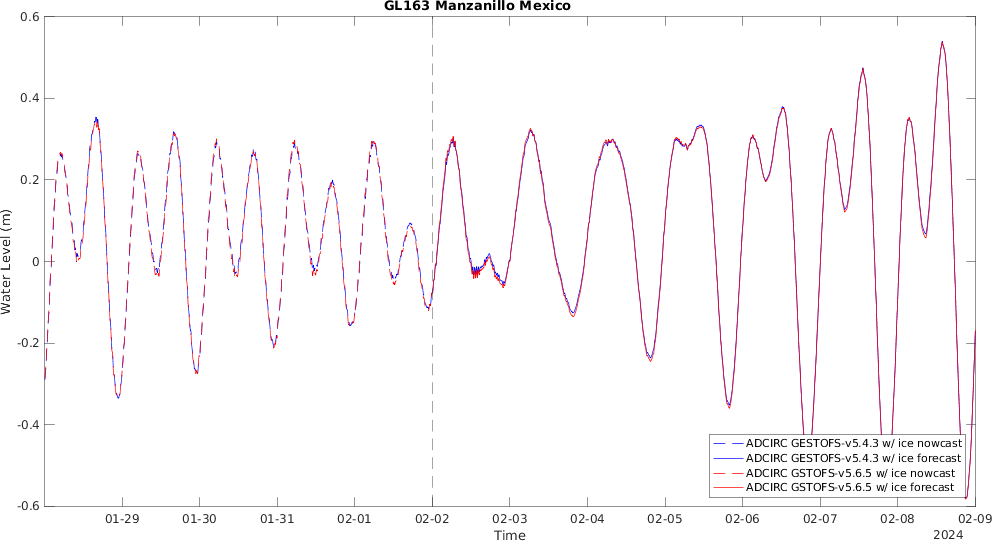 GL163 Manzanillo Mexico
0.6
0.4
0.2
0
-0.2
-0.4
-0.6
Water Level (m)
ADCIRC GESTOFS-v5.4.3 w/ ice nowcast
ADCIRC GESTOFS-v5.4.3 w/ ice forecast
ADCIRC GSTOFS-v5.6.5 w/ ice nowcast
ADCIRC GSTOFS-v5.6.5 w/ ice forecast
01-29 01-30 01-31 02-01 02-02 02-03 02-04 02-05 02-06 02-07 02-08 02-09
Time
2024